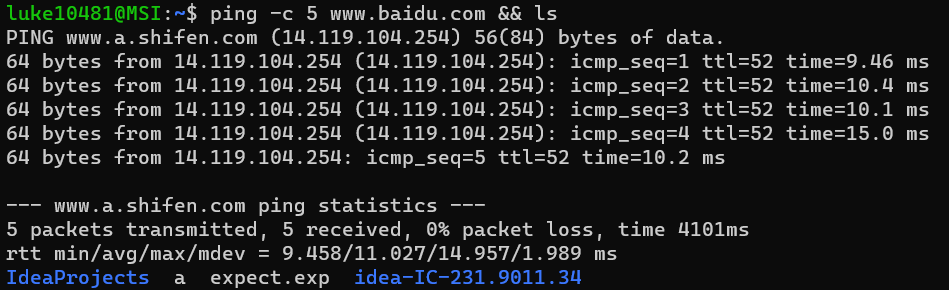 luke10481@MSI:~$ ping -c 5 www.baidu.com && ls
PING www.a.shifen.com (14.119.104.254) 56(84) bytes of data.
64 bytes from 14.119.104.254 (14.119.104.254): icmp_seq=1 ttl=52 time=9.46 ms
64 bytes from 14.119.104.254 (14.119.104.254): icmp_seq=2 ttl=52 time=10.4 ms
64 bytes from 14.119.104.254 (14.119.104.254): icmp_seq=3 ttl=52 time=10.1 ms
64 bytes from 14.119.104.254 (14.119.104.254): icmp_seq=4 ttl=52 time=15.0 ms
64 bytes from 14.119.104.254: icmp_seq=5 ttl=52 time=10.2 ms

--- www.a.shifen.com ping statistics ---
5 packets transmitted, 5 received, 0% packet loss, time 4101ms
rtt min/avg/max/mdev = 9.458/11.027/14.957/1.989 ms
IdeaProjects  a  expect.exp  idea-IC-231.9011.34